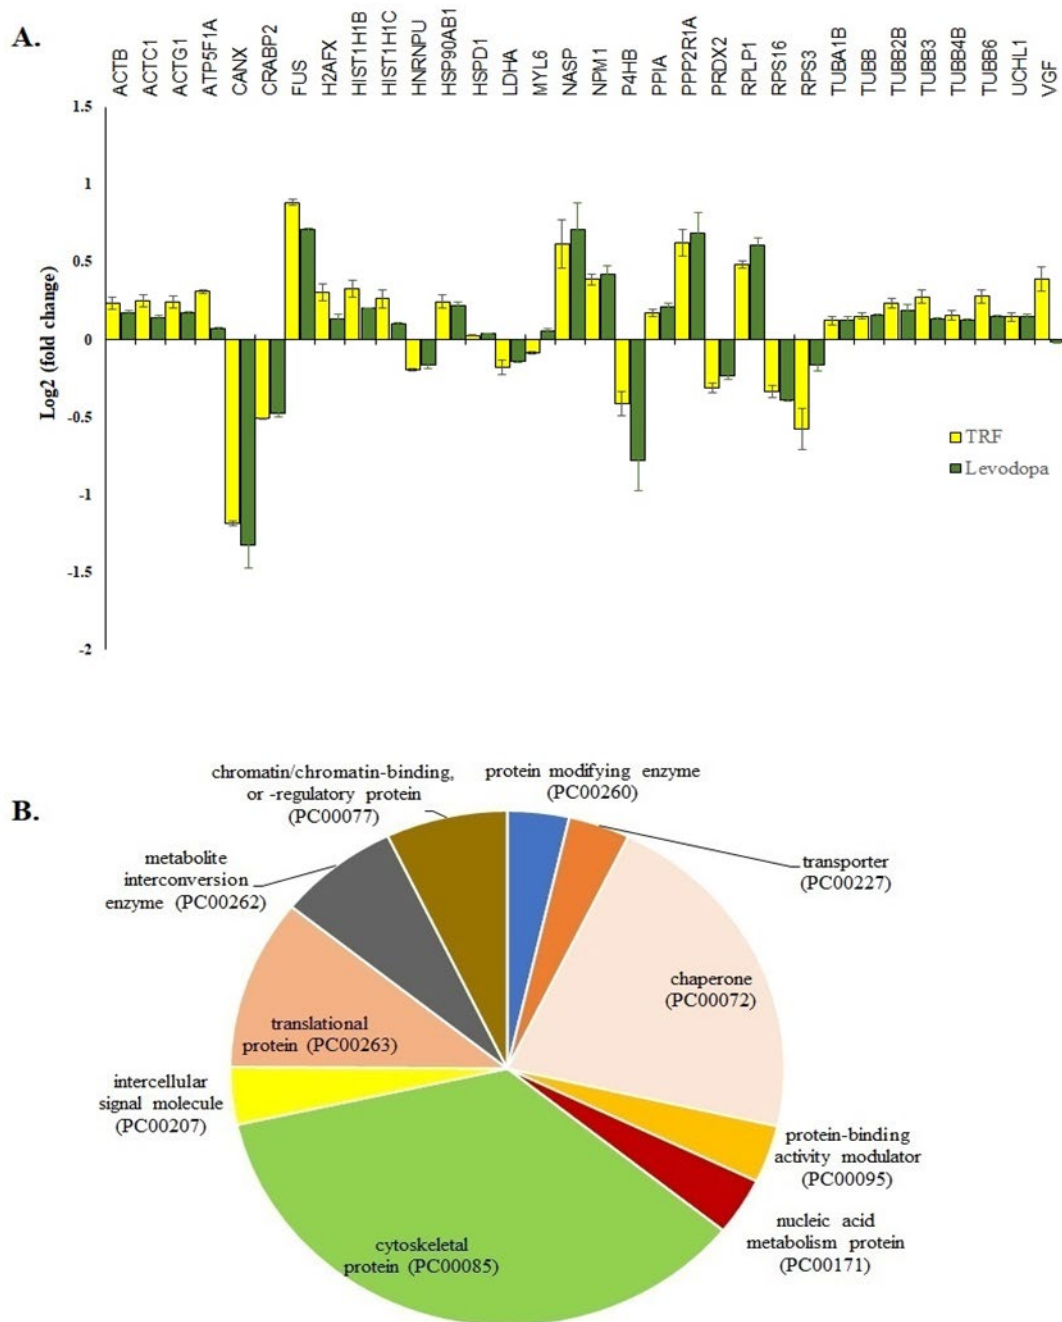 A.
ACTB
ACTC1
ACTG1
ATP5F1A
CANX
CRABP2
FUS
H2AFX
HIST1H1B
HIST1H1C
HNRNPU
HSP90AB1
HSPD1
LDHA
MYL6
NASP
NPM1
P4HB
PPIA
PPP2R1A
PRDX2
RPLP1
RPS16
RPS3
TUBA1B
TUBB
TUBB2B
TUBB3
TUBB4B
TUBB6
UCHL1
VGF
1.5
1
0.5
0
-0.5
-1
-1.5
-2
Log2 (fold change)
TRF
Levodopa
B.
chromatin/chromatin-binding,
or -regulatory protein
(PC00077)
protein modifying enzyme
(PC00260)
metabolite
interconversion
enzyme (PC00262)
transporter
(PC00227)
chaperone
(PC00072)
translational
protein (PC00263)
intercellular
signal molecule
(PC00207)
protein-binding
activity modulator
(PC00095)
nucleic acid
metabolism protein
(PC00171)
cytoskeletal
protein (PC00085)